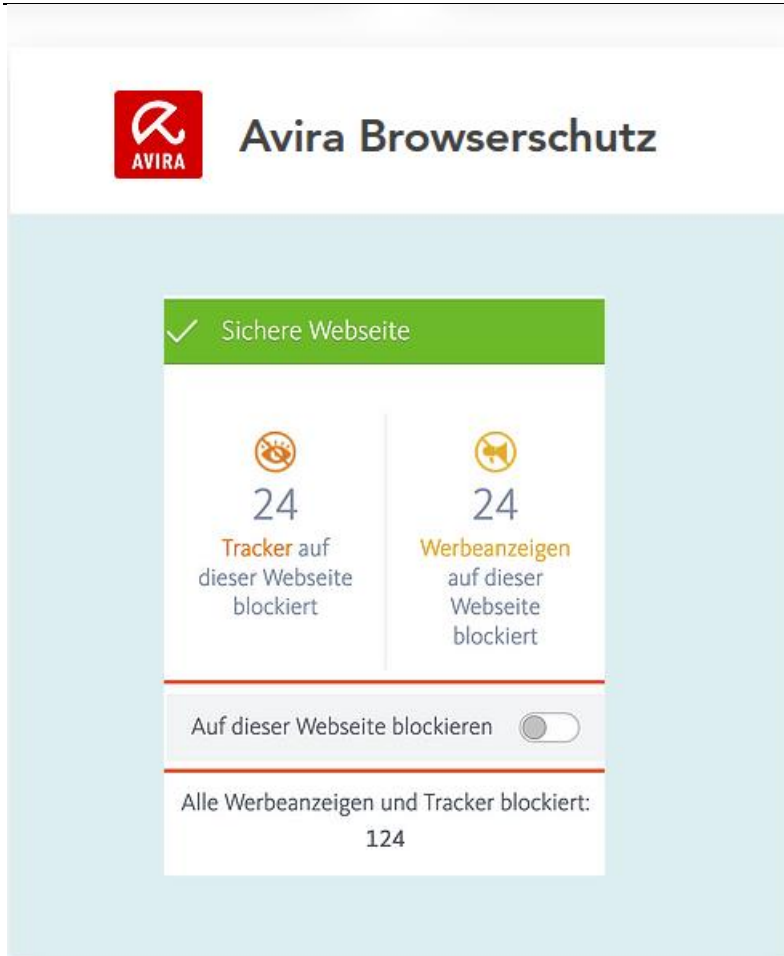 AVIRA
Avira Browserschutz
Sichere Webseite
24
Tracker auf
dieser Webseite
blockiert
24
Werbeanzeigen
auf dieser
Webseite
blockiert
Auf dieser Webseite blockieren
Alle Werbeanzeigen und Tracker blockiert:
124